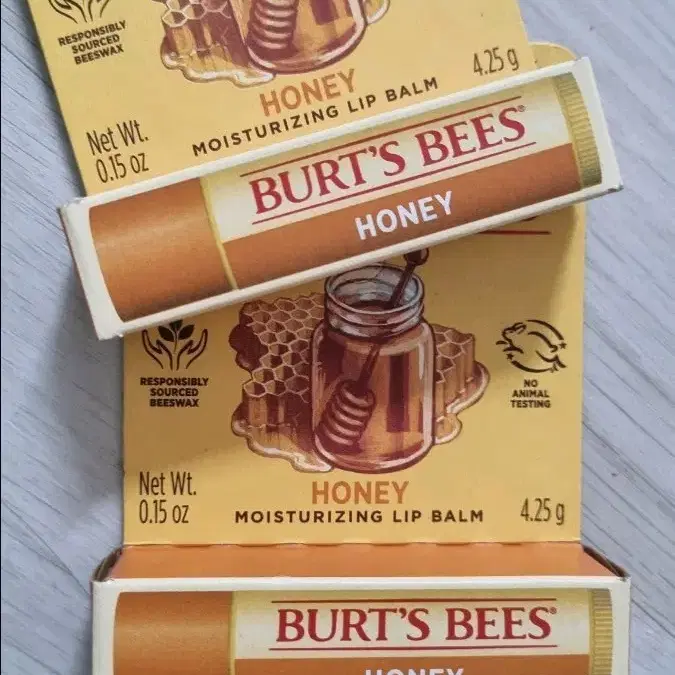 RESPONSIBLY
SOURCED
BEESWAX
Net Wt.
0.15 oz
HONEY
MOISTURIZING LIP BALM
4.25 g
BURT'S BEES®
HONEY
RESPONSIBLY
SOURCED
BEESWAX
NO
ANIMAL
TESTING
Net Wt.
0.15 oz
HONEY
MOISTURIZING LIP BALM
4.25 g
BURT'S BEES®
HONEY